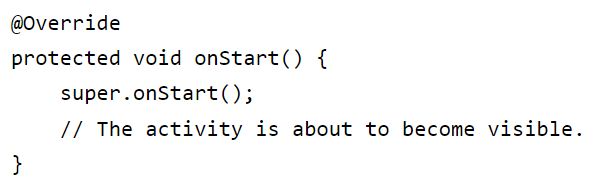 @Override
protected void onStart() {
    super.onStart();
    // The activity is about to become visible.
}